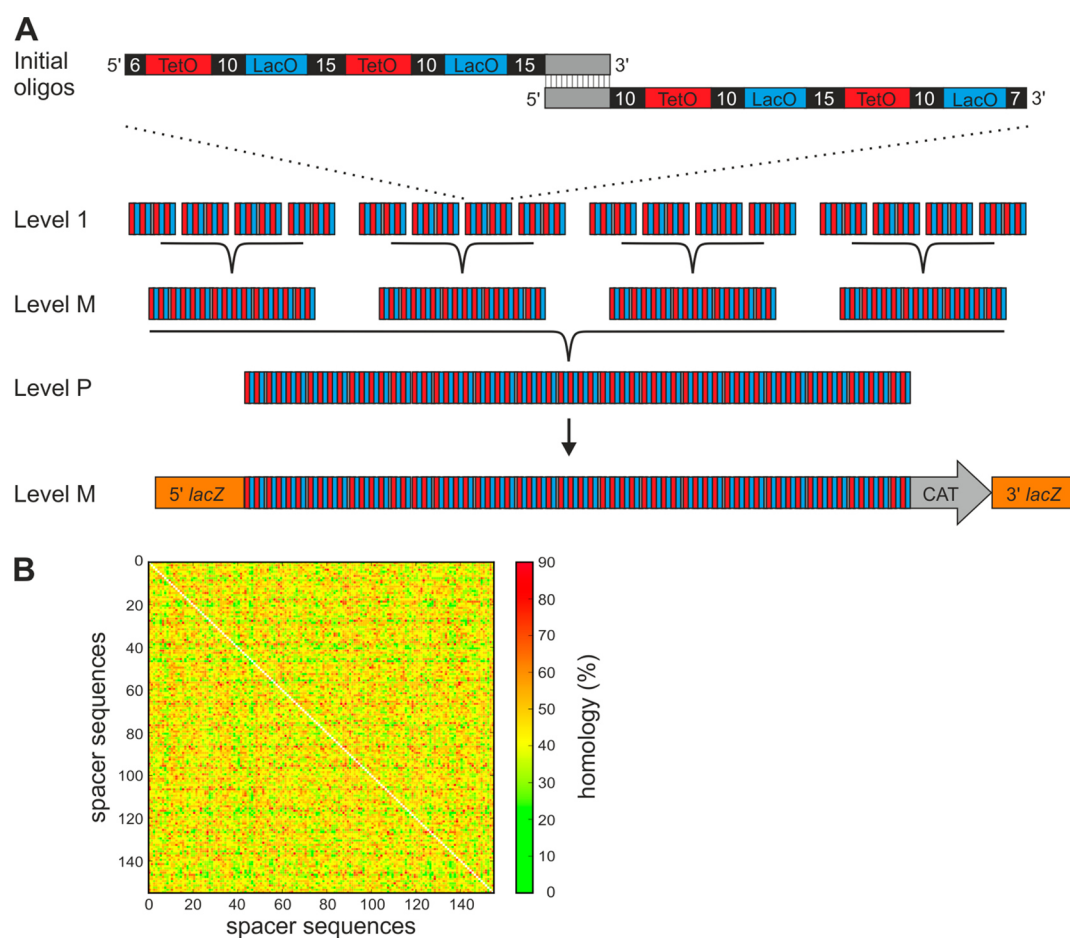 A
Initial oligos
5' 6 TetO 10 LacO 15 TetO 10 LacO 15 3'
5' 10 TetO 10 LacO 15 TetO 10 LacO 7 3'
Level 1
Level M
Level P
Level M
5' lacZ CAT 3' lacZ
B
0
20
40
60
80
100
120
140
spacer sequences
0 20 40 60 80 100 120 140
spacer sequences
90
80
70
60
50
40
30
20
10
0
homology (%)